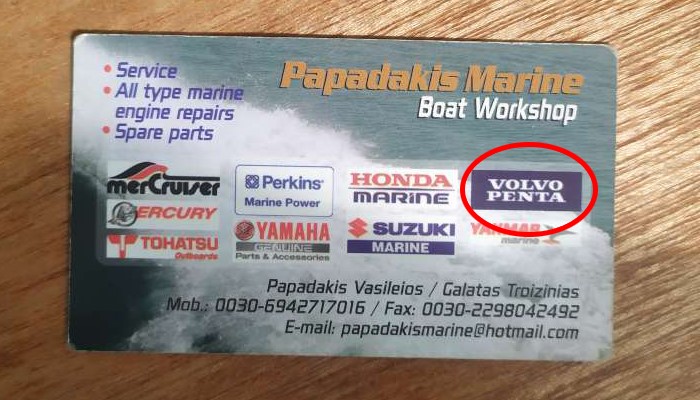 • Service
• All type marine
engine repairs
• Spare parts
Papadakis Marine
Boat Workshop
merCruiser
Perkins
Marine Power
HONDA
MARINE
VOLVO
PENTA
MERCURY
TOHATSU
Outboards
YAMAHA
GENUINE
Parts & Accessories
SUZUKI
MARINE
YANMAR
marine
Papadakis Vasileios / Galatas Troizinias
Mob.: 0030-6942717016 / Fax: 0030-2298042492
E-mail: papadakismarine@hotmail.com